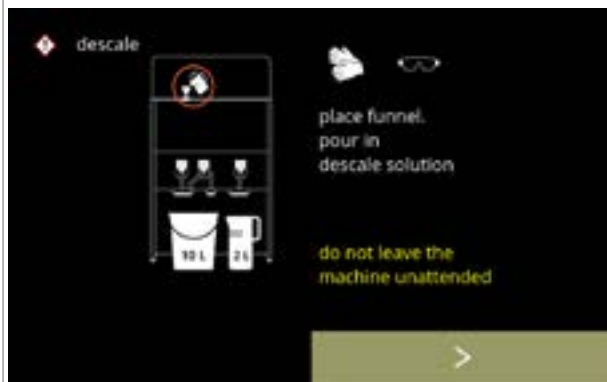 descale
place funnel.
pour in
descale solution
10 L
2 L
do not leave the
machine unattended